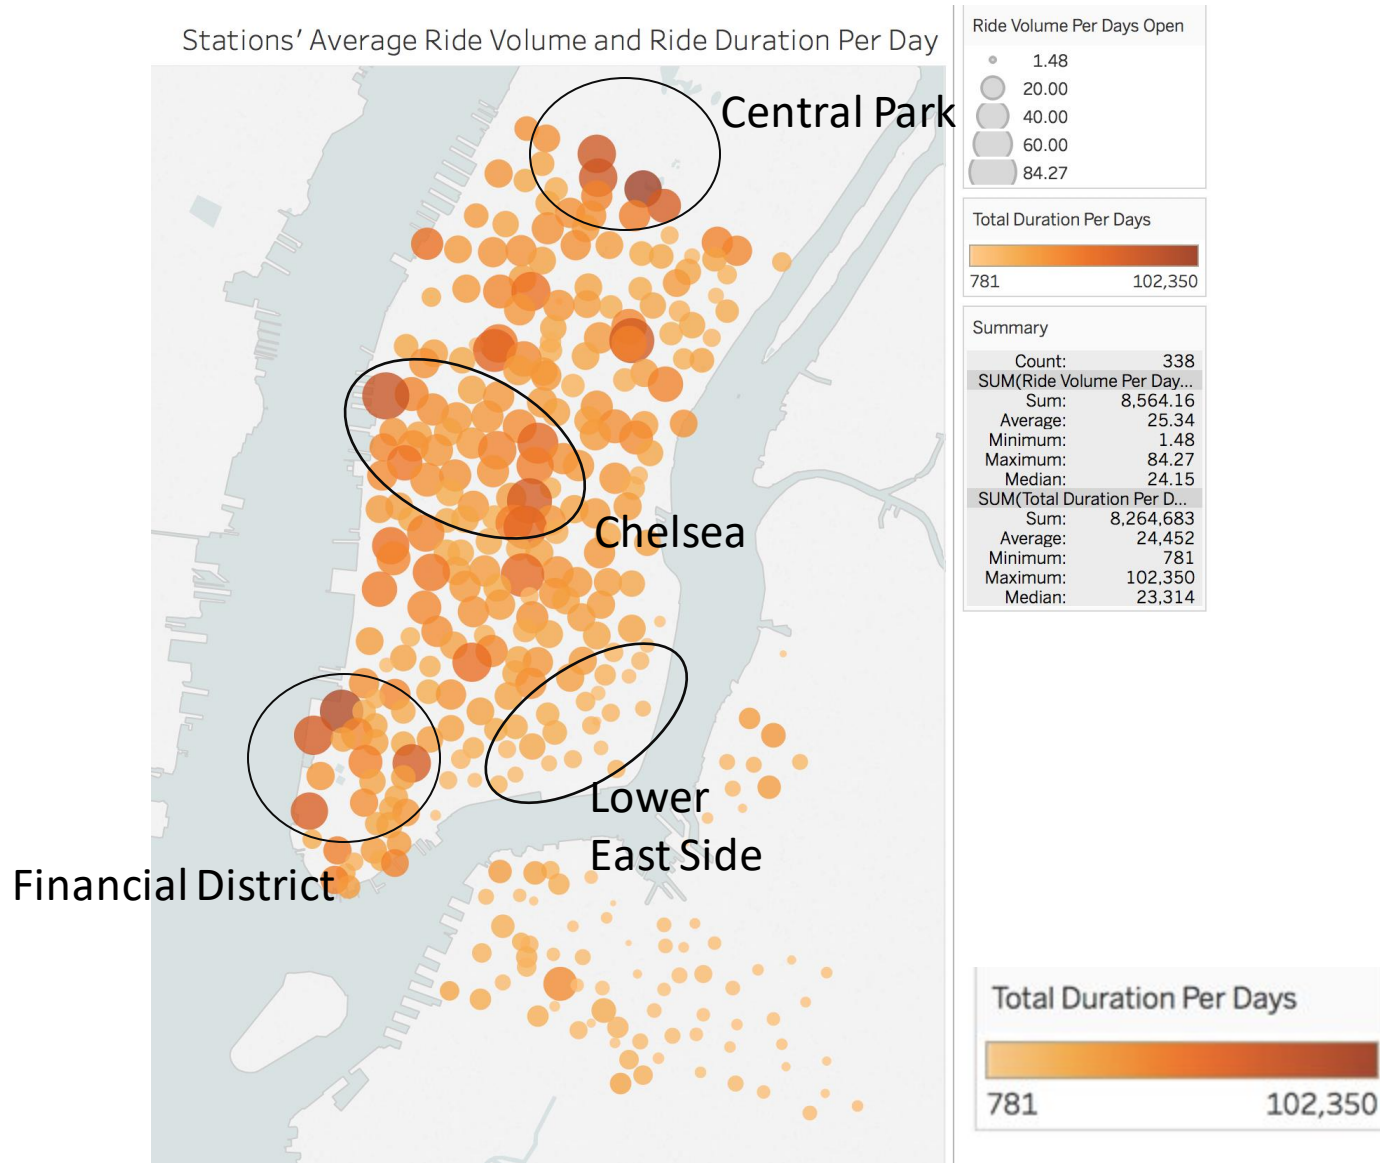 Stations' Average Ride Volume and Ride Duration Per Day
Central Park
Chelsea
Lower
East Side
Financial District
Ride Volume Per Days Open
1.48
20.00
40.00
60.00
84.27
Total Duration Per Days
781 102,350
Summary
Count: 338
SUM(Ride Volume Per Day...
Sum: 8,564.16
Average: 25.34
Minimum: 1.48
Maximum: 84.27
Median: 24.15
SUM(Total Duration Per D...
Sum: 8,264,683
Average: 24,452
Minimum: 781
Maximum: 102,350
Median: 23,314
Total Duration Per Days
781 102,350